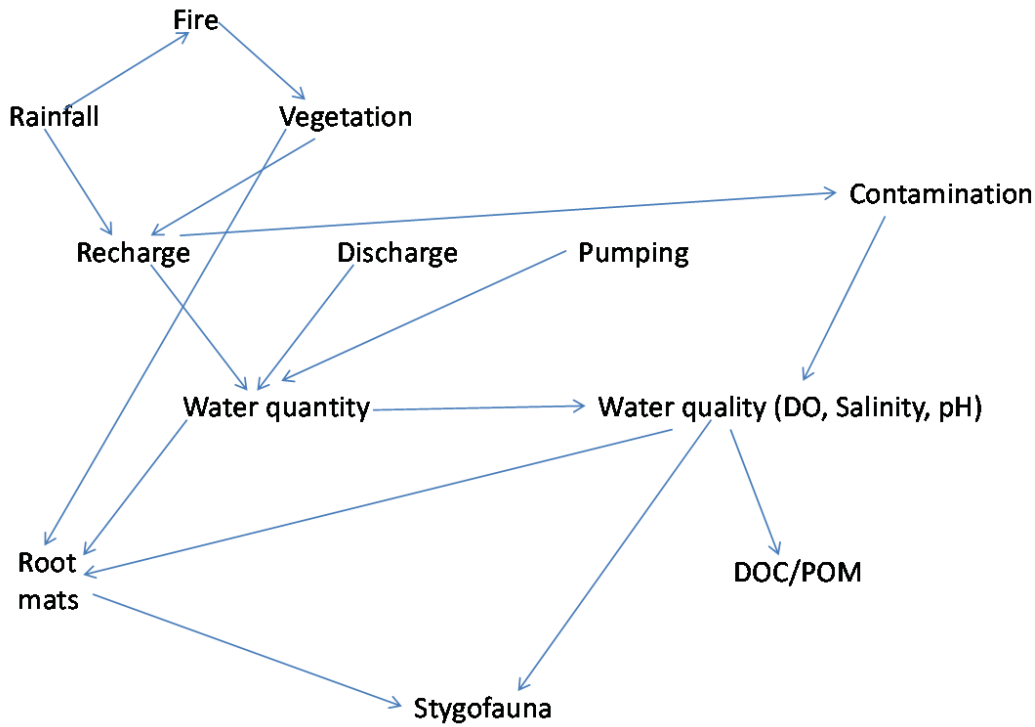 Fire
Rainfall
Vegetation
Contamination
Recharge
Discharge
Pumping
Water quantity
Water quality (DO, Salinity, pH)
Root
mats
DOC/POM
Stygofauna